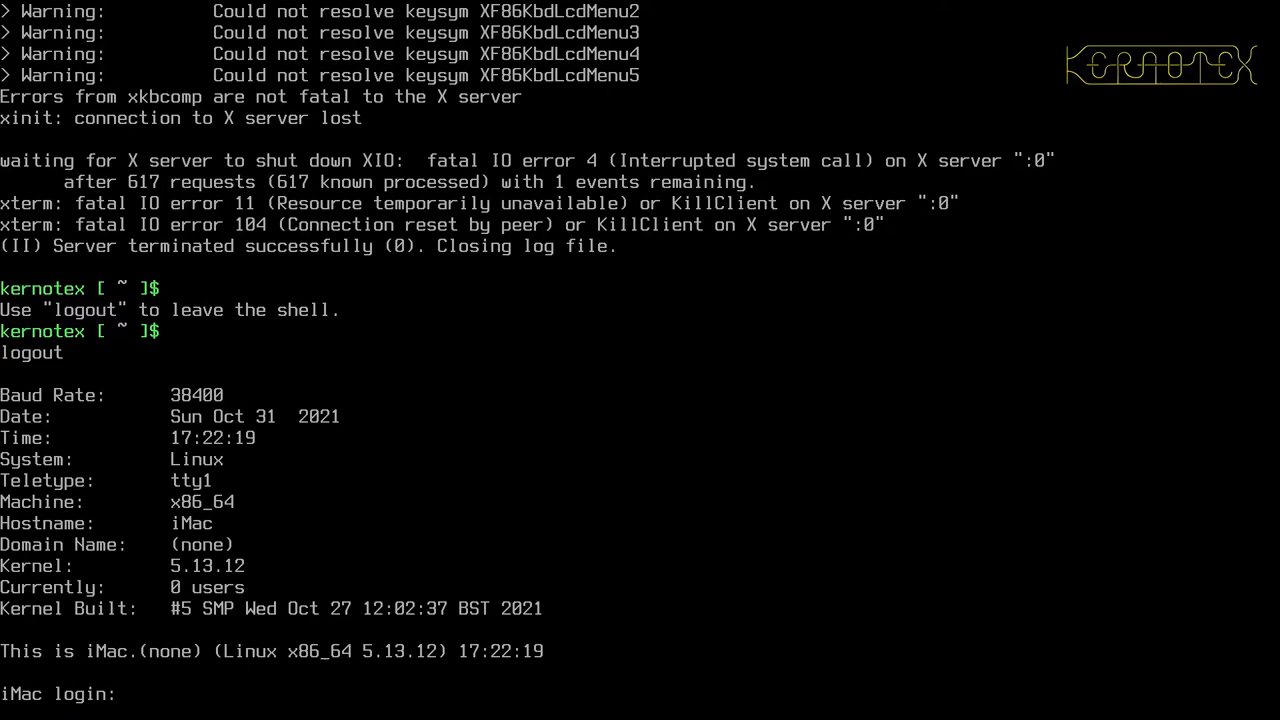 > Warning:          Could not resolve keysym XF86KbdLcdMenu2
> Warning:          Could not resolve keysym XF86KbdLcdMenu3
> Warning:          Could not resolve keysym XF86KbdLcdMenu4
> Warning:          Could not resolve keysym XF86KbdLcdMenu5
KERNOTEX
Errors from xkbcomp are not fatal to the X server
xinit: connection to X server lost
waiting for X server to shut down XIO:  fatal IO error 4 (Interrupted system call) on X server ":0"
      after 617 requests (617 known processed) with 1 events remaining.
xterm: fatal IO error 11 (Resource temporarily unavailable) or KillClient on X server ":0"
xterm: fatal IO error 104 (Connection reset by peer) or KillClient on X server ":0"
(II) Server terminated successfully (0). Closing log file.
kernotex [ ~ ]$
Use "logout" to leave the shell.
kernotex [ ~ ]$
logout
Baud Rate:      38400
Date:           Sun Oct 31  2021
Time:           17:22:19
System:         Linux
Teletype:       tty1
Machine:        x86_64
Hostname:       iMac
Domain Name:    (none)
Kernel:         5.13.12
Currently:      0 users
Kernel Built:   #5 SMP Wed Oct 27 12:02:37 BST 2021
This is iMac.(none) (Linux x86_64 5.13.12) 17:22:19
iMac login: